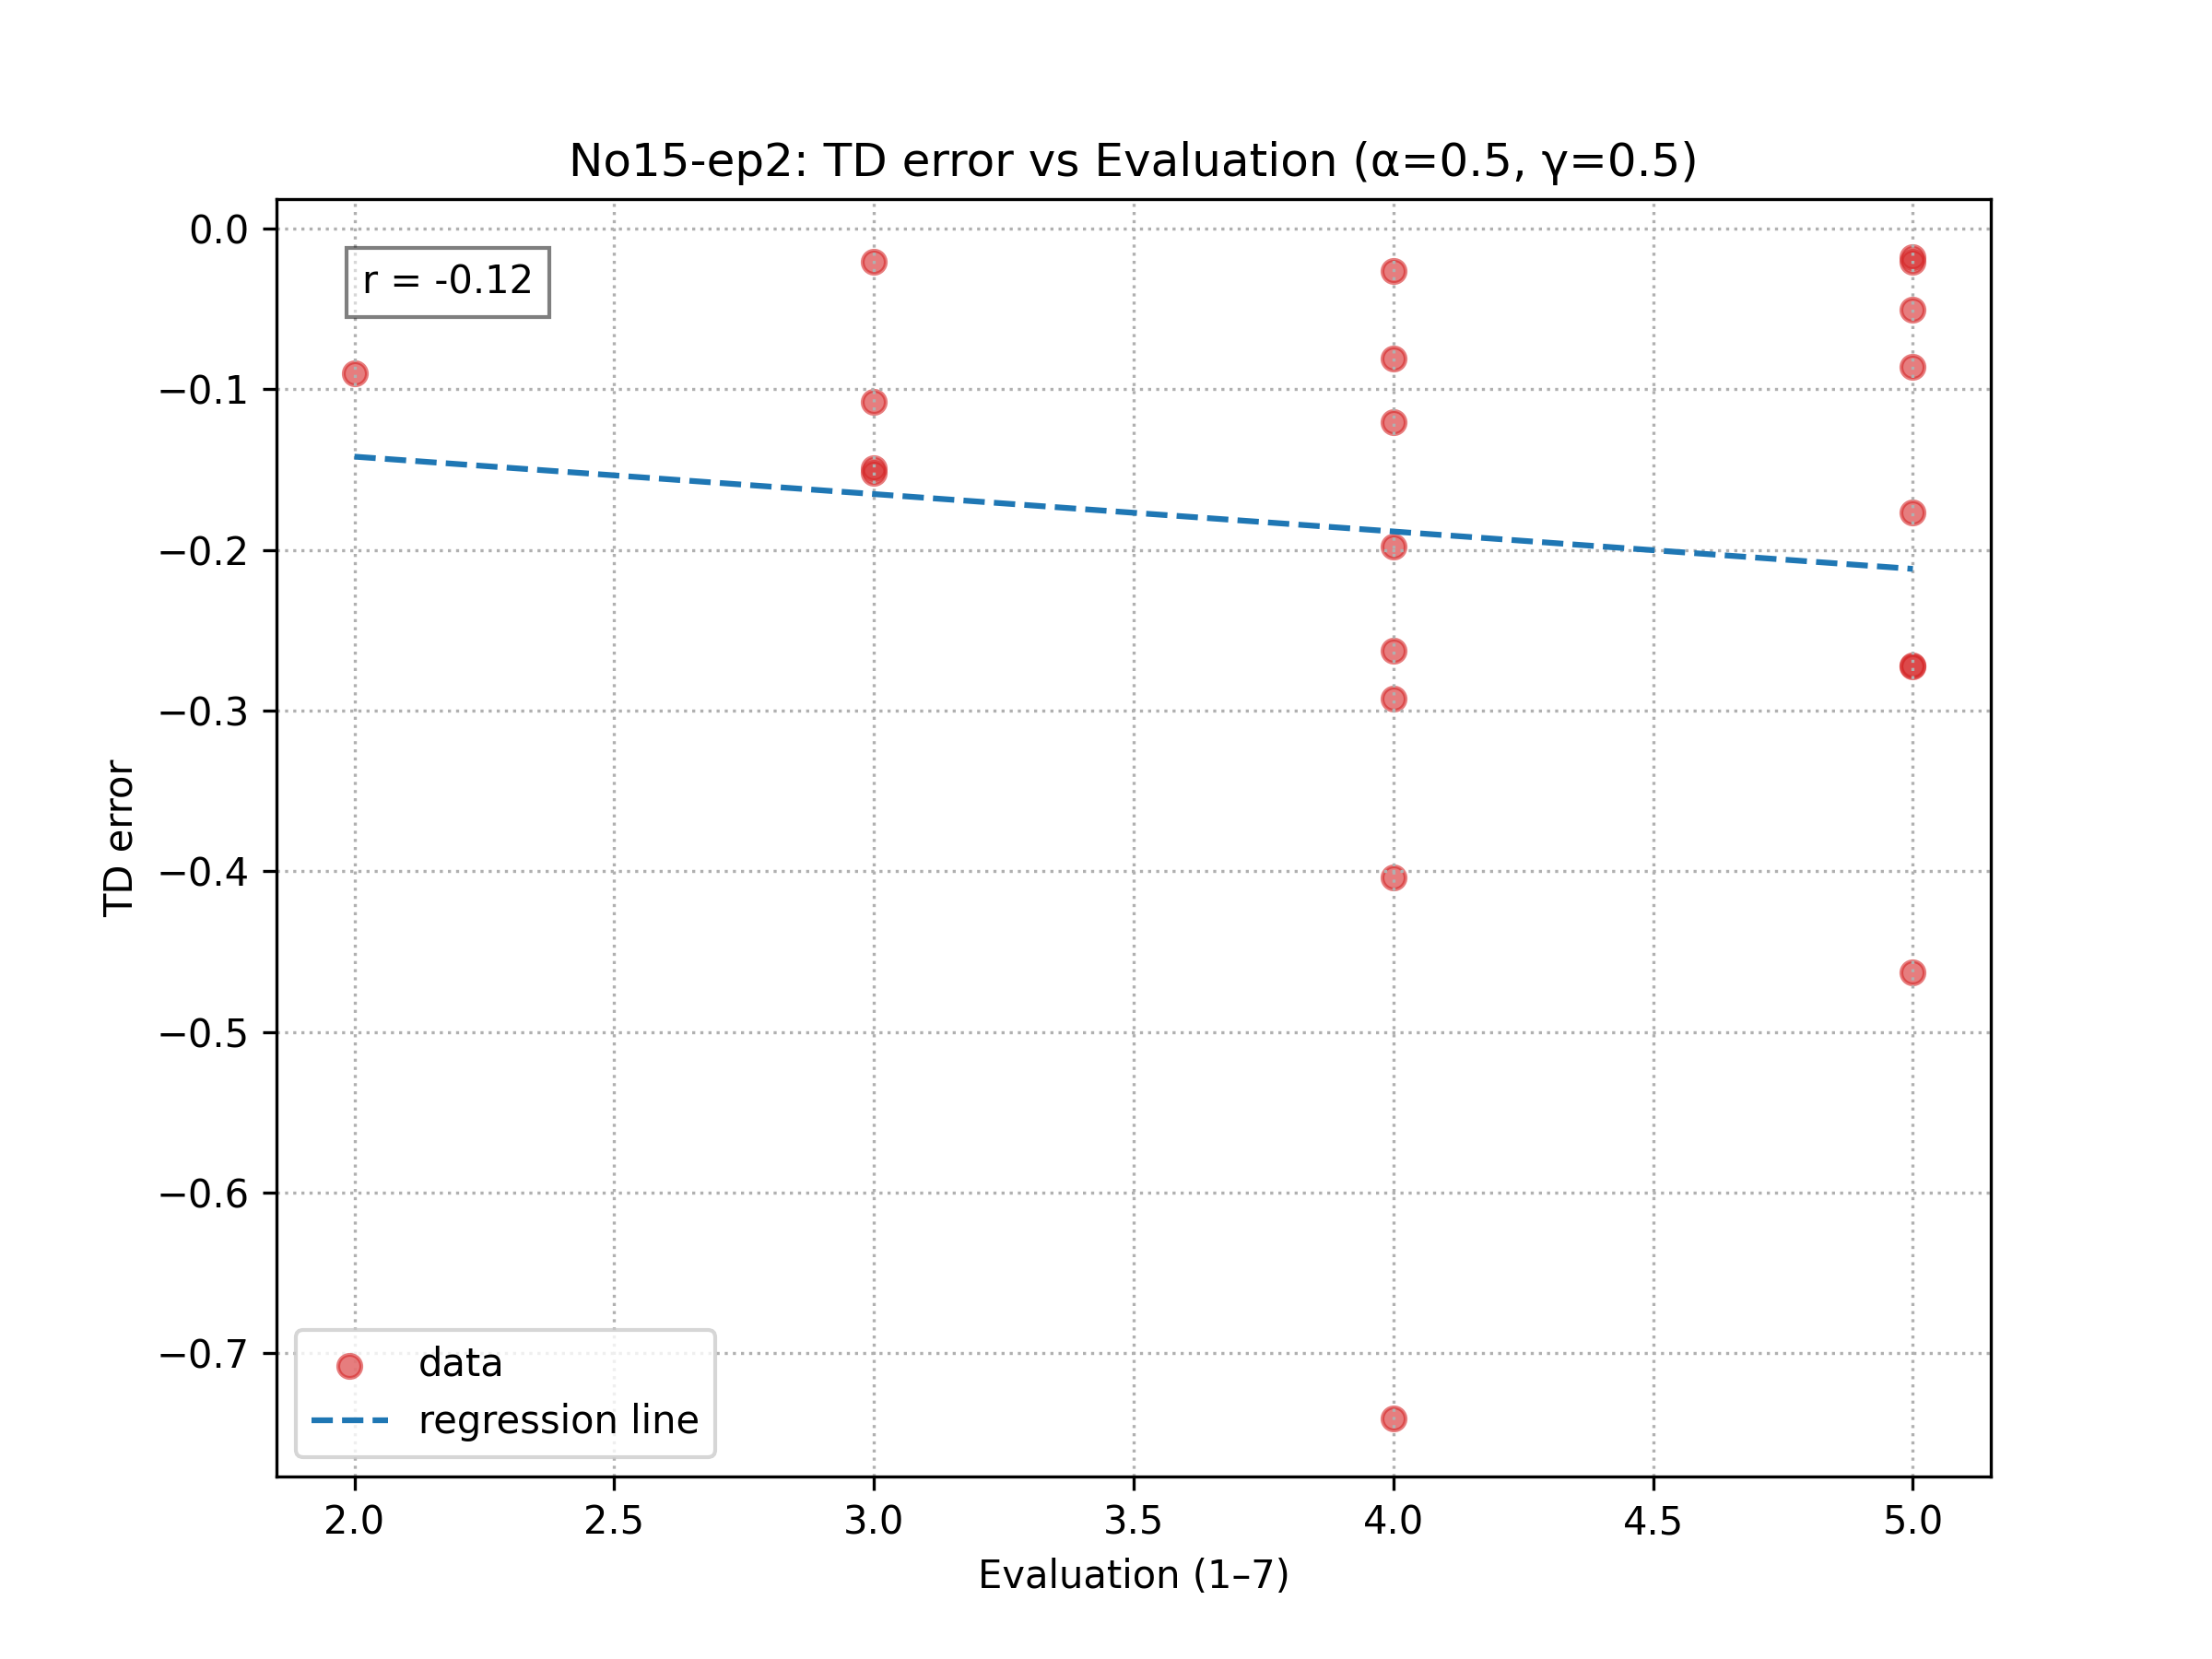 No15-ep2: TD error vs Evaluation (α=0.5, γ=0.5)
r = -0.12
0.0
−0.1
−0.2
−0.3
−0.4
−0.5
−0.6
−0.7
TD error
data
regression line
2.0 2.5 3.0 3.5 4.0 4.5 5.0
Evaluation (1–7)